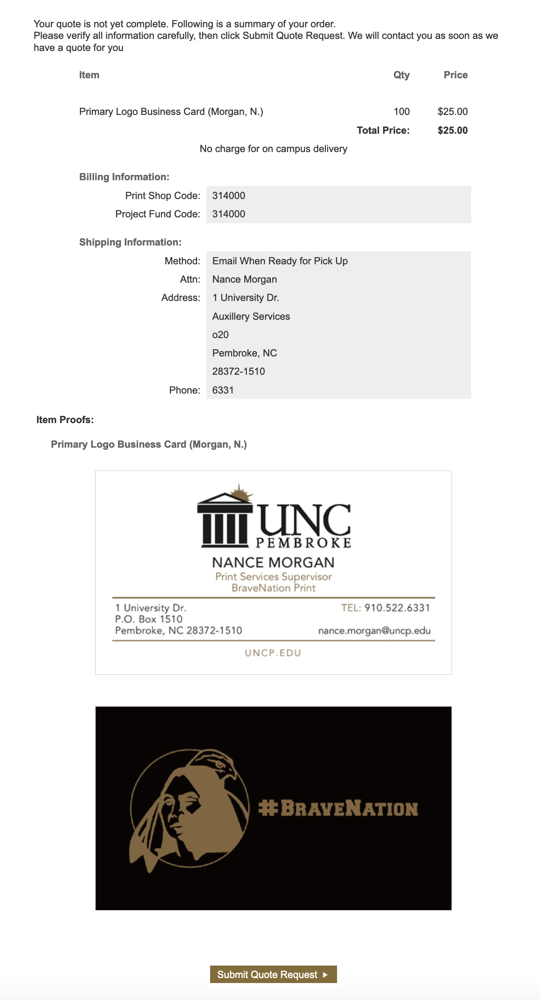 Your quote is not yet complete. Following is a summary of your order.
Please verify all information carefully, then click Submit Quote Request. We will contact you as soon as we
have a quote for you
Item Qty Price
Primary Logo Business Card (Morgan, N.) 100 $25.00
Total Price: $25.00
No charge for on campus delivery
Billing Information:
Print Shop Code: 314000
Project Fund Code: 314000
Shipping Information:
Method: Email When Ready for Pick Up
Attn: Nance Morgan
Address: 1 University Dr.
Auxillery Services
o20
Pembroke, NC
28372-1510
Phone: 6331
Item Proofs:
Primary Logo Business Card (Morgan, N.)
UNC
PEMBROKE
NANCE MORGAN
Print Services Supervisor
BraveNation Print
1 University Dr. TEL: 910.522.6331
P.O. Box 1510
Pembroke, NC 28372-1510 nance.morgan@uncp.edu
UNCP.EDU
#BRAVENATION
Submit Quote Request